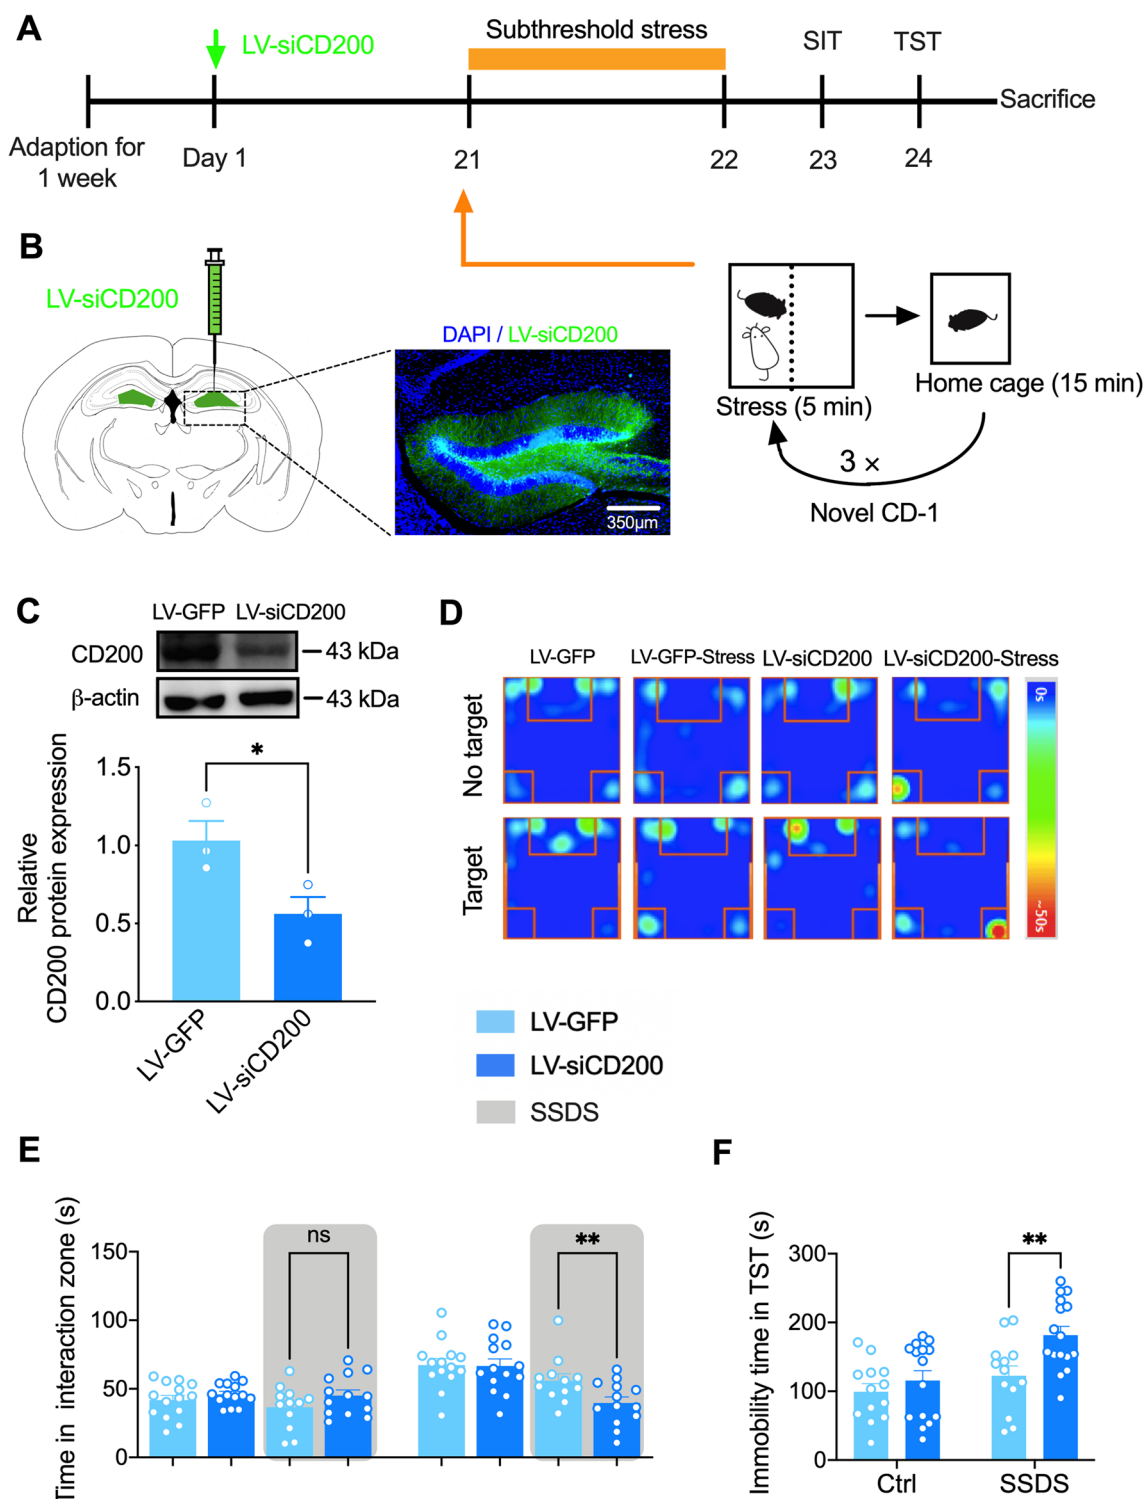 A
LV-siCD200
Subthreshold stress
SIT
TST
Sacrifice
Adaption for
1 week
Day 1
21
22
23
24
B
LV-siCD200
DAPI / LV-siCD200
350μm
Stress (5 min)
Home cage (15 min)
3 ×
Novel CD-1
C
LV-GFP LV-siCD200
CD200
43 kDa
β-actin
43 kDa
Relative
CD200 protein expression
1.5
1.0
0.5
0.0
*
LV-GFP
LV-siCD200
D
LV-GFP
LV-GFP-Stress
LV-siCD200
LV-siCD200-Stress
No target
Target
0s
~50s
LV-GFP
LV-siCD200
SSDS
E
Time in interaction zone (s)
150
100
50
0
ns
**
F
Immobility time in TST (s)
300
200
100
0
**
Ctrl
SSDS